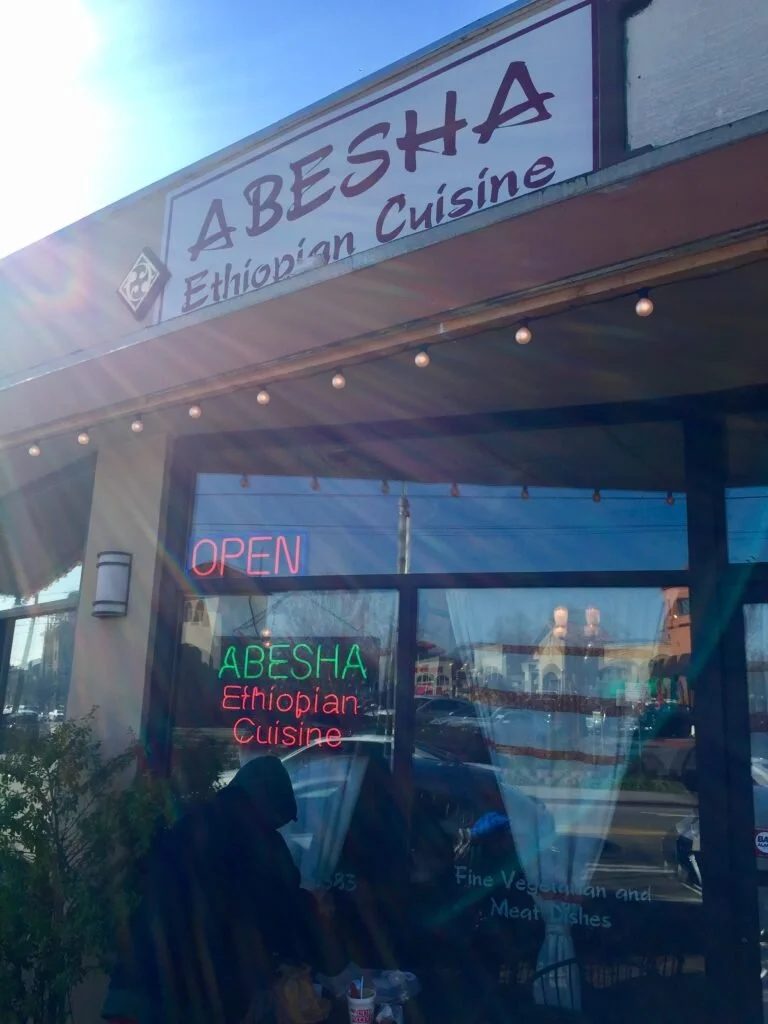 ABESHA
Ethiopian Cuisine
OPEN
ABESHA
Ethiopian
Cuisine
Fine Vegetarian and
Meat Dishes